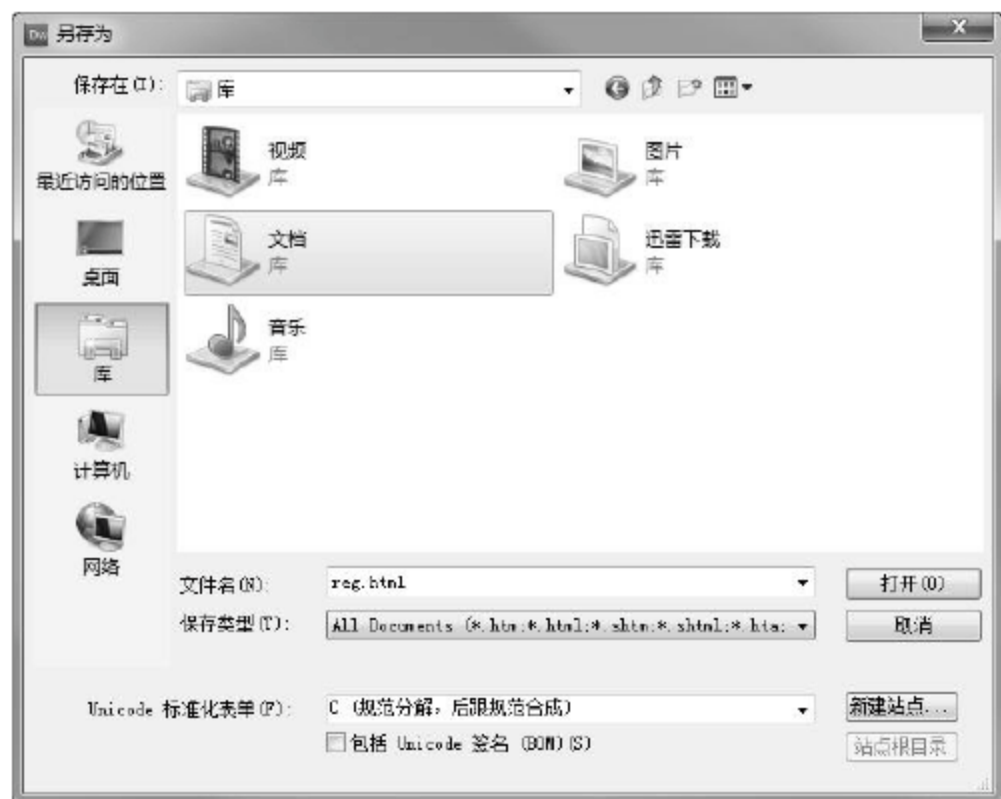 Dw 另存为
保存在(I): 库
最近访问的位置
桌面
库
计算机
网络
视频
库
图片
库
文档
库
迅雷下载
库
音乐
库
文件名(N): reg.html 打开(O)
保存类型(T): All Documents (*.htm;*.html;*.shtm;*.shtml;*.hta; 取消
Unicode 标准化表单(F): C (规范分解，后跟规范合成) 新建站点...
包括 Unicode 签名 (BOM)(S) 站点根目录